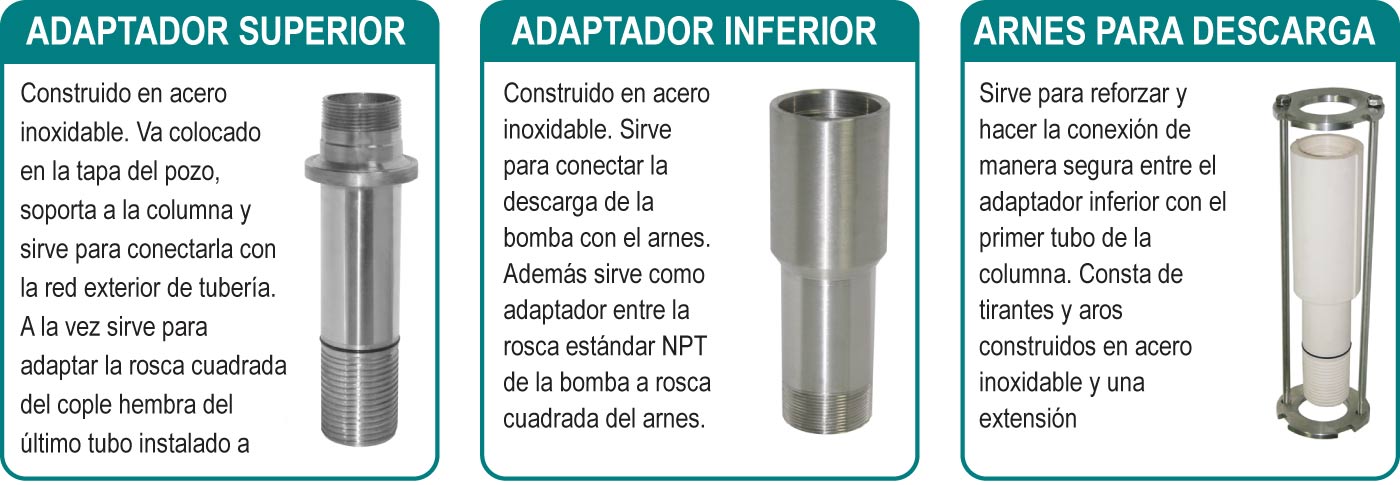 ADAPTADOR SUPERIOR
Construido en acero
inoxidable. Va colocado
en la tapa del pozo,
soporta a la columna y
sirve para conectarla con
la red exterior de tubería.
A la vez sirve para
adaptar la rosca cuadrada
del cople hembra del
último tubo instalado a
ADAPTADOR INFERIOR
Construido en acero
inoxidable. Sirve
para conectar la
descarga de la
bomba con el arnes.
Además sirve como
adaptador entre la
rosca estándar NPT
de la bomba a rosca
cuadrada del arnes.
ARNES PARA DESCARGA
Sirve para reforzar y
hacer la conexión de
manera segura entre el
adaptador inferior con el
primer tubo de la
columna. Consta de
tirantes y aros
construidos en acero
inoxidable y una
extensión